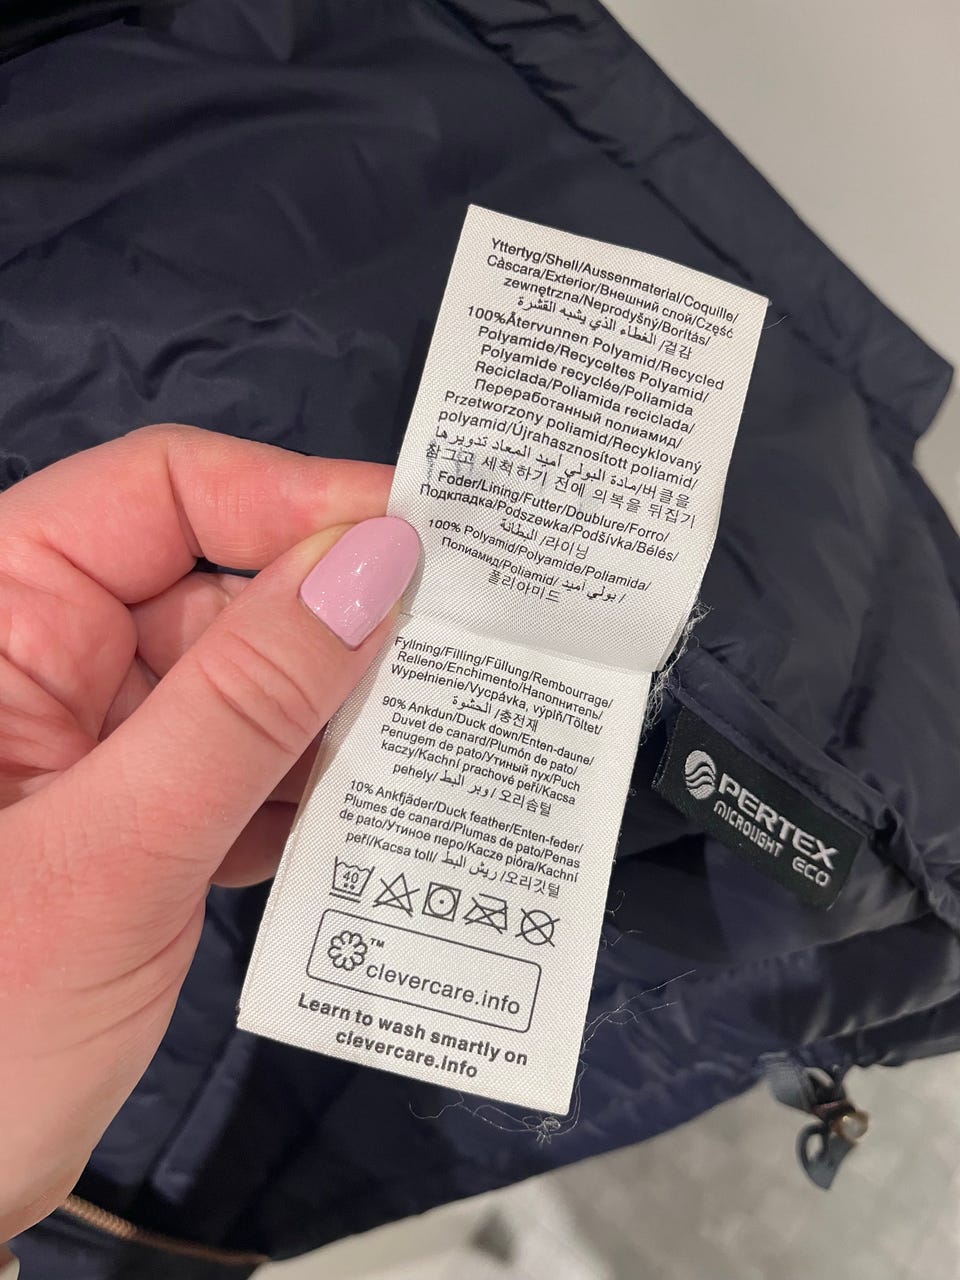 Yttertyg/Shell/Aussenmaterial/Coquille/
Càscara/Exterior/Внешний слой/Część
zewnętrzna/Neprodyšný/Borítás/
الغطاء الذي يشبه القشرة /겉감
100%Återvunnen Polyamid/Recycled
Polyamide/Recyceltes Polyamid/
Polyamide recyclée/Poliamida
Reciclada/Poliamida reciclada/
Переработанный полиамид/
Przetworzony poliamid/Recyklovaný
polyamid/Újrahasznosított poliamid/
مادة البولي أميد المعاد تدويرها/버클을
잠그고 세척하기 전에 의복을 뒤집기
Foder/Lining/Futter/Doublure/Forro/
Подкладка/Podszewka/Podšívka/Bélés/
البطانة /라이닝
100% Polyamid/Polyamide/Poliamida/
Полиамид/Poliamid/ بولي أميد /
폴리아미드
Fyllning/Filling/Füllung/Rembourrage/
Relleno/Enchimento/Наполнитель/
Wypełnienie/Vycpávka, výplň/Töltet/
الحشوة /충전재
90% Ankdun/Duck down/Enten-daune/
Duvet de canard/Plumón de pato/
Penugem de pato/Утиный пух/Puch
kaczy/Kachní prachové peří/Kacsa
pehely/ وبر البط /오리솜털
10% Ankfjäder/Duck feather/Enten-feder/
Plumes de canard/Plumas de pato/Penas
de pato/Утиное перо/Kacze pióra/Kachní
peří/Kacsa toll/ ريش البط /오리깃털
40
™ clevercare.info
Learn to wash smartly on
clevercare.info
PERTEX
MICROLIGHT ECO